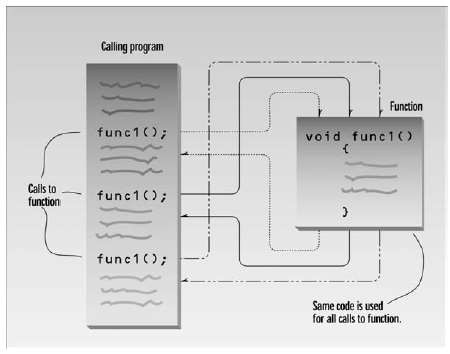 Calling program
Function
func1();
void func1()
{
Calls to
function
func1();
}
func1();
Same code is used
for all calls to function.